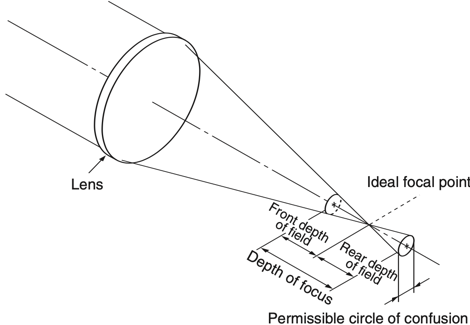 Lens
Ideal focal point
Front depth
of field
Rear depth
of field
Depth of focus
Permissible circle of confusion